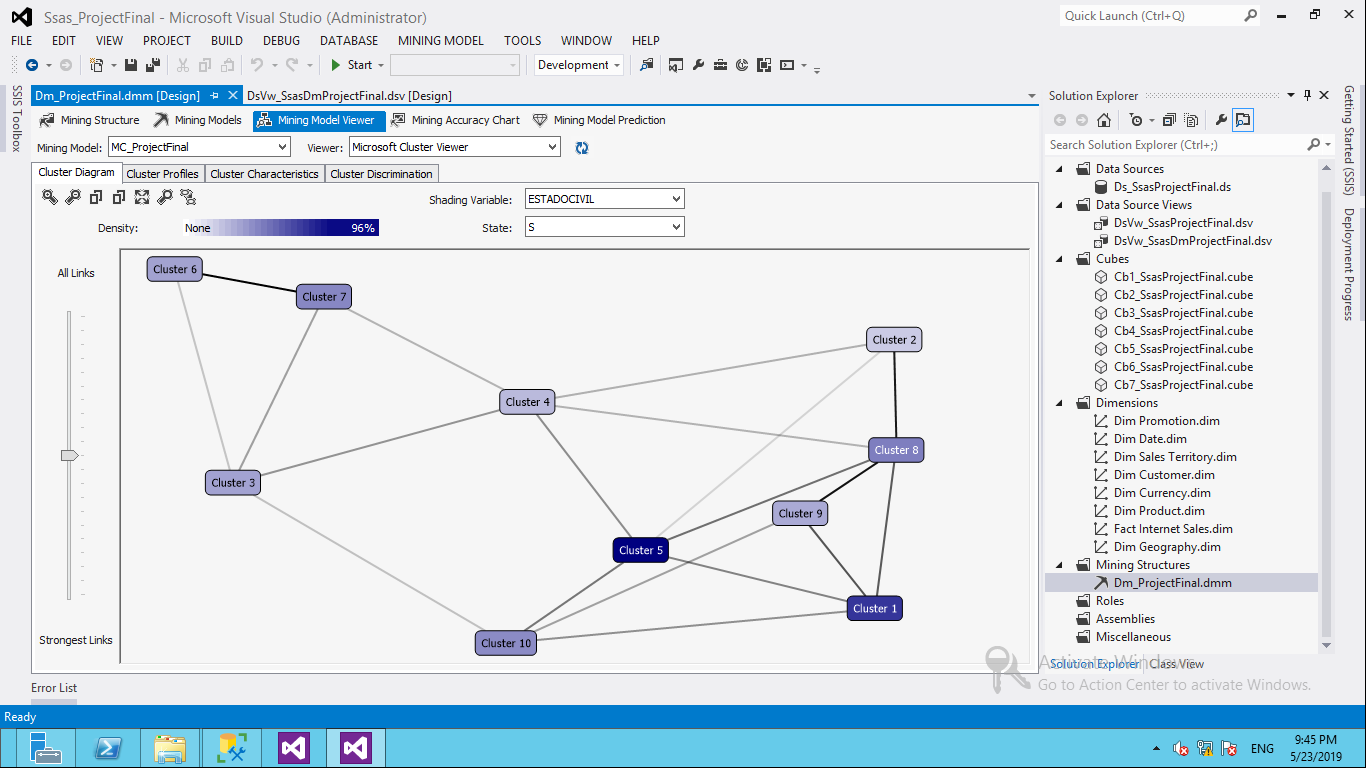 Ssas_ProjectFinal - Microsoft Visual Studio (Administrator)
Quick Launch (Ctrl+Q)
FILE EDIT VIEW PROJECT BUILD DEBUG DATABASE MINING MODEL TOOLS WINDOW HELP
Start Development
SSIS Toolbox
Dm_ProjectFinal.dmm [Design] DsVw_SsasDmProjectFinal.dsv [Design]
Mining Structure Mining Models Mining Model Viewer Mining Accuracy Chart Mining Model Prediction
Mining Model: MC_ProjectFinal Viewer: Microsoft Cluster Viewer
Cluster Diagram Cluster Profiles Cluster Characteristics Cluster Discrimination
Shading Variable: ESTADOCIVIL
Density: None 96% State: S
All Links
Strongest Links
Cluster 6
Cluster 7
Cluster 2
Cluster 4
Cluster 8
Cluster 3
Cluster 9
Cluster 5
Cluster 1
Cluster 10
Error List
Solution Explorer
Search Solution Explorer (Ctrl+;)
Data Sources
Ds_SsasProjectFinal.ds
Data Source Views
DsVw_SsasProjectFinal.dsv
DsVw_SsasDmProjectFinal.dsv
Cubes
Cb1_SsasProjectFinal.cube
Cb2_SsasProjectFinal.cube
Cb3_SsasProjectFinal.cube
Cb4_SsasProjectFinal.cube
Cb5_SsasProjectFinal.cube
Cb6_SsasProjectFinal.cube
Cb7_SsasProjectFinal.cube
Dimensions
Dim Promotion.dim
Dim Date.dim
Dim Sales Territory.dim
Dim Customer.dim
Dim Currency.dim
Dim Product.dim
Fact Internet Sales.dim
Dim Geography.dim
Mining Structures
Dm_ProjectFinal.dmm
Roles
Assemblies
Miscellaneous
Solution Explorer Class View
Activate Windows
Go to Action Center to activate Windows.
Getting Started (SSIS)
Deployment Progress
Ready
ENG
9:45 PM
5/23/2019